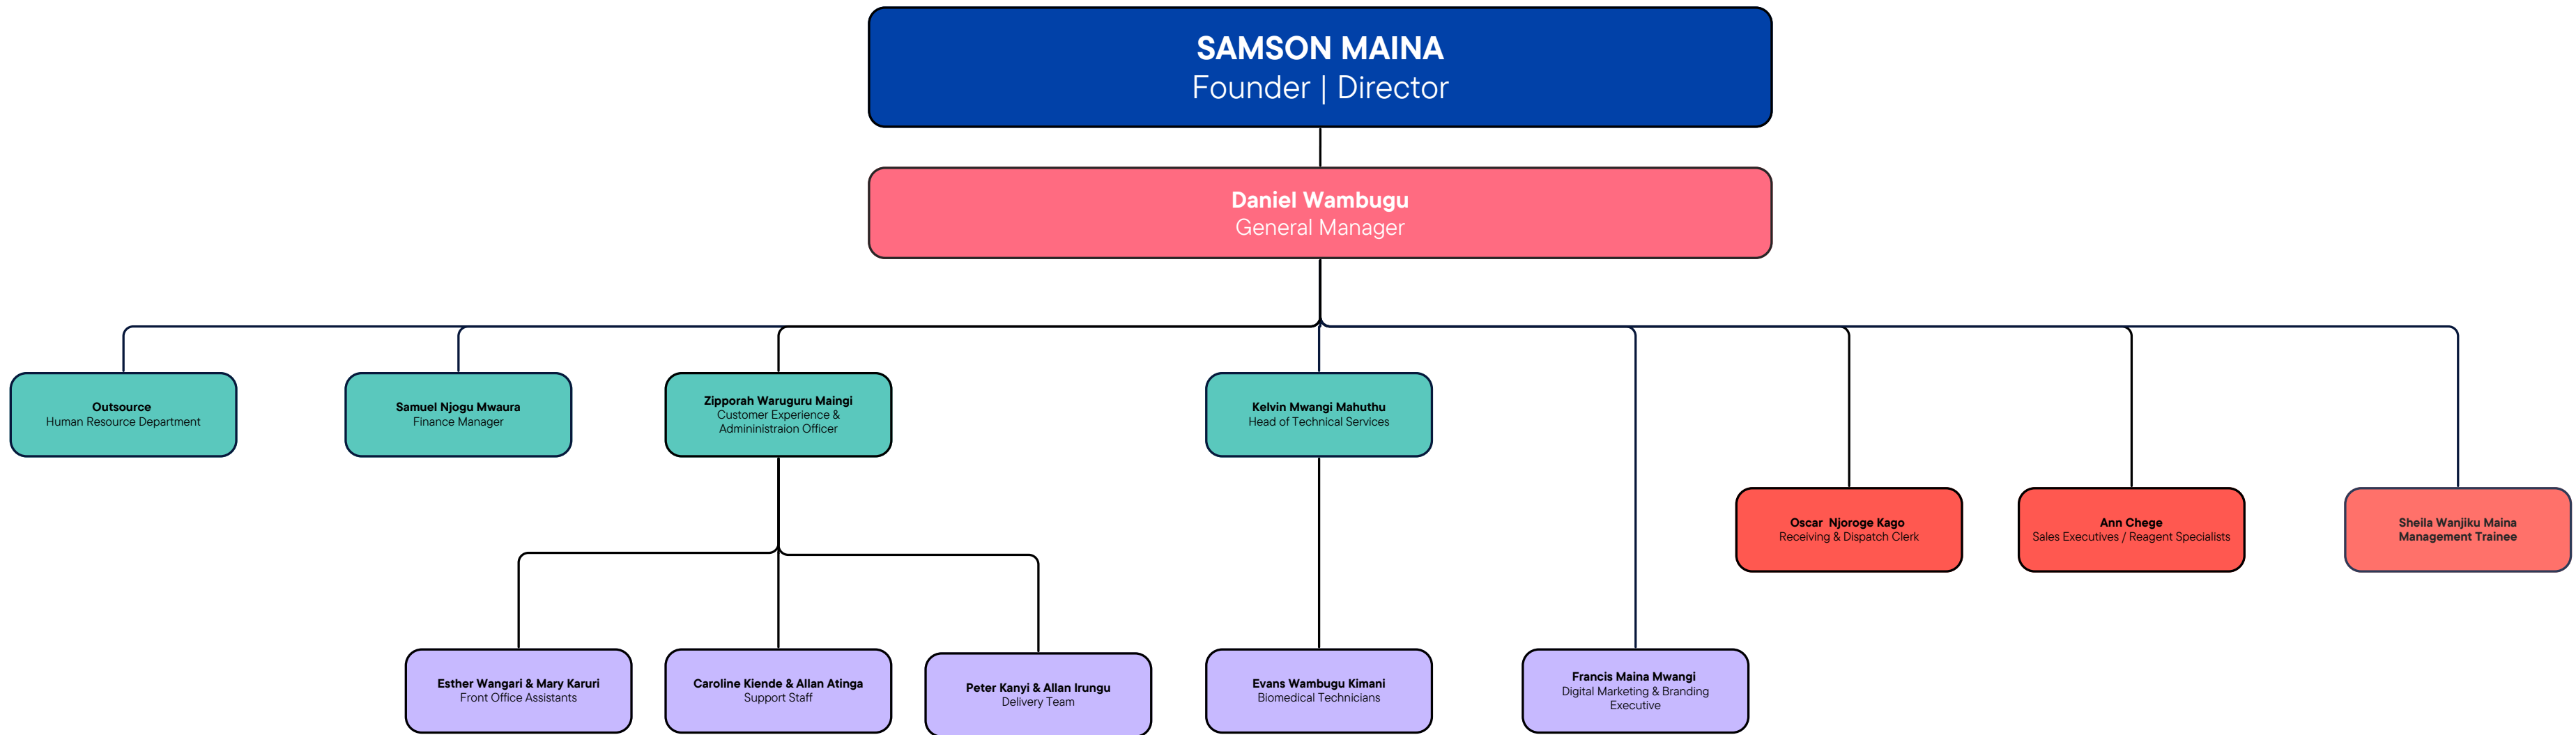 SAMSON MAINA
Founder | Director
Daniel Wambugu
General Manager
Outsource
Human Resource Department
Samuel Njogu Mwaura
Finance Manager
Zipporah Waruguru Maingi
Customer Experience &
Admininistraion Officer
Kelvin Mwangi Mahuthu
Head of Technical Services
Oscar  Njoroge Kago
Receiving & Dispatch Clerk
Ann Chege
Sales Executives / Reagent Specialists
Sheila Wanjiku Maina
Management Trainee
Esther Wangari & Mary Karuri
Front Office Assistants
Caroline Kiende & Allan Atinga
Support Staff
Peter Kanyi & Allan Irungu
Delivery Team
Evans Wambugu Kimani
Biomedical Technicians
Francis Maina Mwangi
Digital Marketing & Branding
Executive